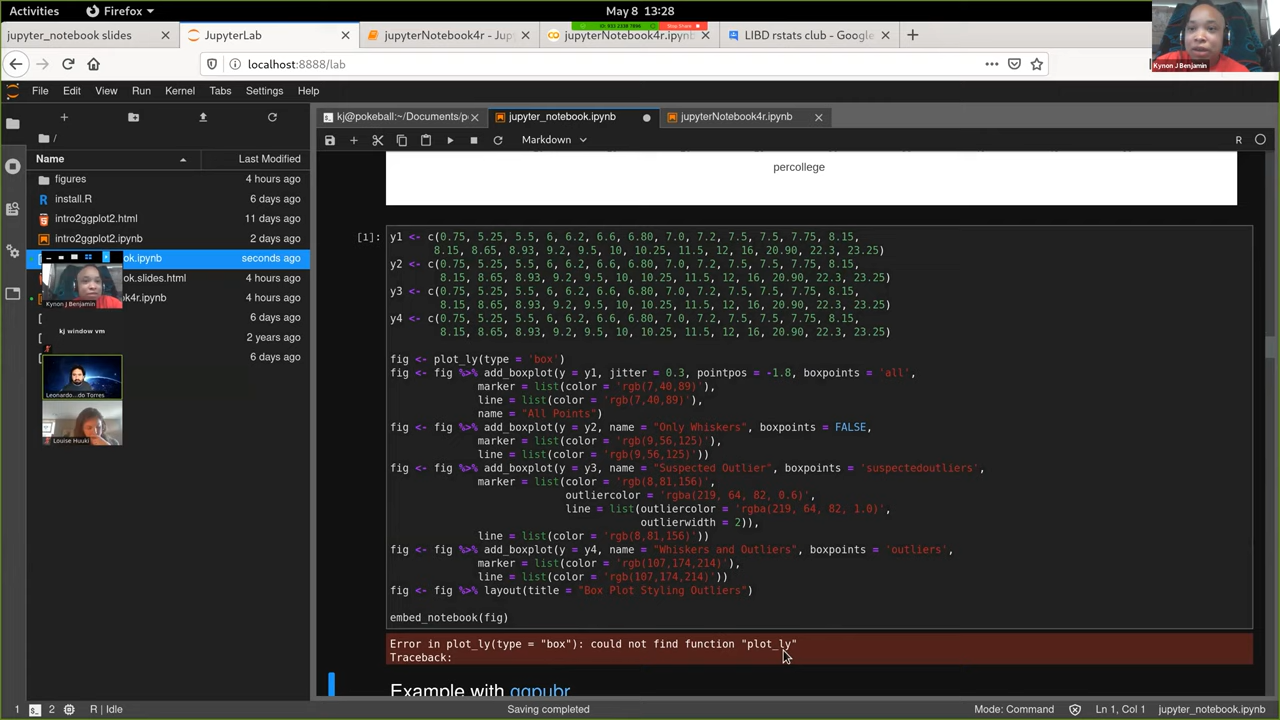 Activities
Firefox
May 8 13:28
jupyter_notebook slides
JupyterLab
jupyterNotebook4r - J
jupyterNotebook4r.ipyn
LIBD rstats club - Googl
Kynon J Benjamin
localhost:8888/lab
File Edit View Run Kernel Tabs Settings Help
kj@pokeball:~/Documents/p
jupyter_notebook.ipynb
jupyterNotebook4r.ipynb
Markdown
R
/
Name
Last Modified
figures
4 hours ago
install.R
6 days ago
intro2ggplot2.html
11 days ago
intro2ggplot2.ipynb
2 days ago
ok.ipynb
seconds ago
ok.slides.html
4 hours ago
k4r.ipynb
4 hours ago
6 days ago
2 years ago
6 days ago
Kynon J Benjamin
kj window vm
Leonardo...do Torres
Louise Huuki
percollege
[1]:
y1 <- c(0.75, 5.25, 5.5, 6, 6.2, 6.6, 6.80, 7.0, 7.2, 7.5, 7.5, 7.75, 8.15,
8.15, 8.65, 8.93, 9.2, 9.5, 10, 10.25, 11.5, 12, 16, 20.90, 22.3, 23.25)
y2 <- c(0.75, 5.25, 5.5, 6, 6.2, 6.6, 6.80, 7.0, 7.2, 7.5, 7.5, 7.75, 8.15,
8.15, 8.65, 8.93, 9.2, 9.5, 10, 10.25, 11.5, 12, 16, 20.90, 22.3, 23.25)
y3 <- c(0.75, 5.25, 5.5, 6, 6.2, 6.6, 6.80, 7.0, 7.2, 7.5, 7.5, 7.75, 8.15,
8.15, 8.65, 8.93, 9.2, 9.5, 10, 10.25, 11.5, 12, 16, 20.90, 22.3, 23.25)
y4 <- c(0.75, 5.25, 5.5, 6, 6.2, 6.6, 6.80, 7.0, 7.2, 7.5, 7.5, 7.75, 8.15,
8.15, 8.65, 8.93, 9.2, 9.5, 10, 10.25, 11.5, 12, 16, 20.90, 22.3, 23.25)
fig <- plot_ly(type = 'box')
fig <- fig %>% add_boxplot(y = y1, jitter = 0.3, pointpos = -1.8, boxpoints = 'all',
marker = list(color = 'rgb(7,40,89)'),
line = list(color = 'rgb(7,40,89)'),
name = "All Points")
fig <- fig %>% add_boxplot(y = y2, name = "Only Whiskers", boxpoints = FALSE,
marker = list(color = 'rgb(9,56,125)'),
line = list(color = 'rgb(9,56,125)'))
fig <- fig %>% add_boxplot(y = y3, name = "Suspected Outlier", boxpoints = 'suspectedoutliers',
marker = list(color = 'rgb(8,81,156)',
outliercolor = 'rgba(219, 64, 82, 0.6)',
line = list(outliercolor = 'rgba(219, 64, 82, 1.0)',
outlierwidth = 2)),
line = list(color = 'rgb(8,81,156)'))
fig <- fig %>% add_boxplot(y = y4, name = "Whiskers and Outliers", boxpoints = 'outliers',
marker = list(color = 'rgb(107,174,214)'),
line = list(color = 'rgb(107,174,214)'))
fig <- fig %>% layout(title = "Box Plot Styling Outliers")
embed_notebook(fig)
Error in plot_ly(type = "box"): could not find function "plot_ly"
Traceback:
Example with ggpubr
1
2
R | Idle
Saving completed
Mode: Command
Ln 1, Col 1
jupyter_notebook.ipynb